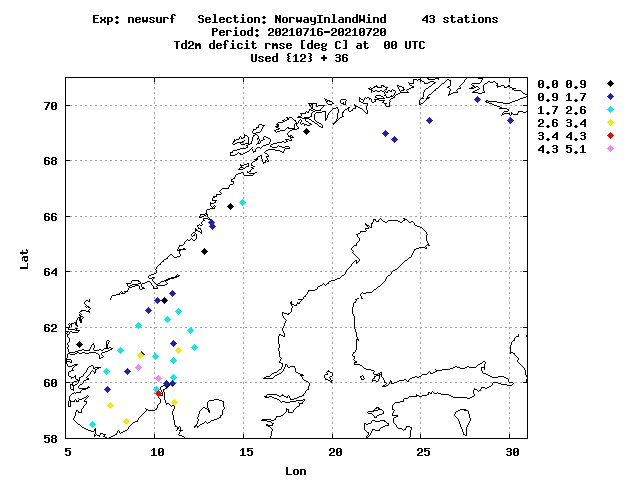 Exp: newsurf   Selection: NorwayInlandWind     43 stations
Period: 20210716-20210720
Td2m deficit rmse [deg C] at  00 UTC
Used {12} + 36
0.0 0.9
0.9 1.7
1.7 2.6
2.6 3.4
3.4 4.3
4.3 5.1
70
68
66
64
62
60
58
Lat
5 10 15 20 25 30
Lon